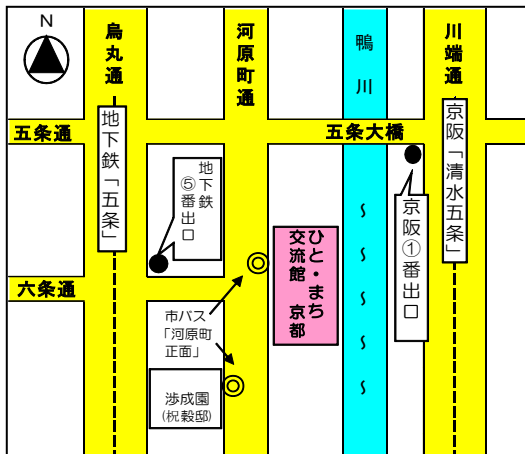 N
烏丸通
河原町通
鴨川
川端通
五条通
五条大橋
地下鉄「五条」
地下鉄
⑤番出口
京阪「清水五条」
京阪①番出口
六条通
ひと・まち
交流館 京都
市バス
「河原町
正面」
渉成園
(枳穀邸)